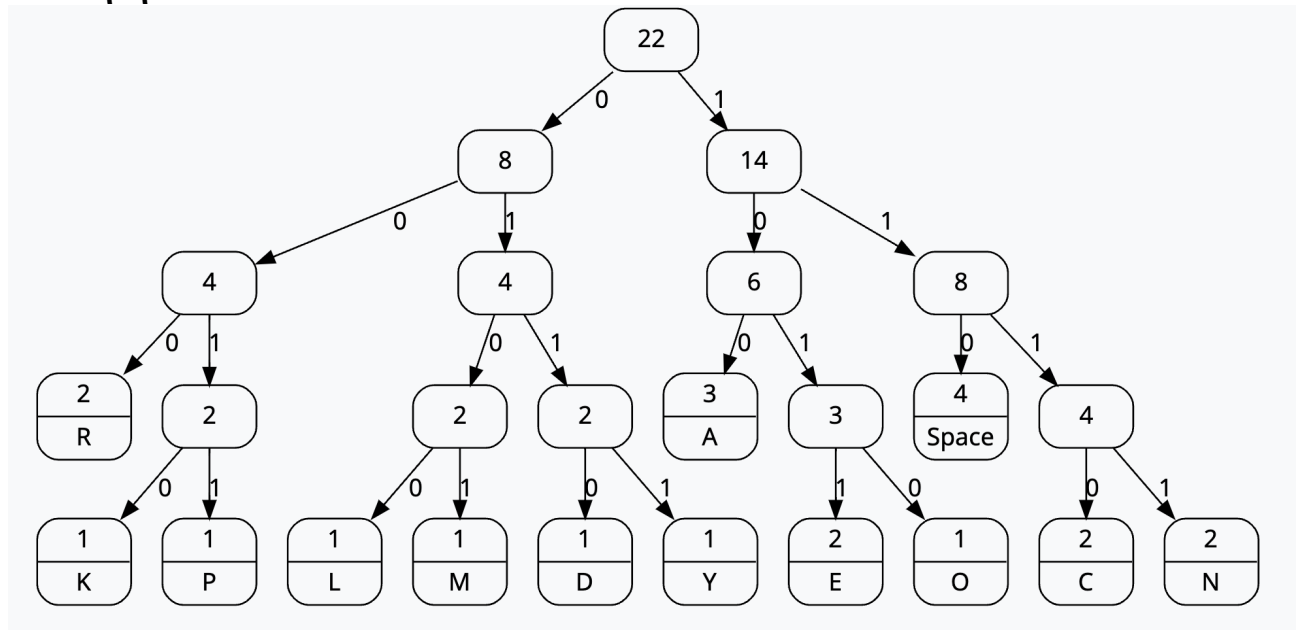 22
0 1
8 14
0 1 0 1
4 4 6 8
0 1 0 1 0 1 0 1
2 3 4
R 2 2 2 A 3 Space 4
0 1 0 1 0 1 1 0 0 1
1 1 1 1 1 1 2 1 2 2
K P L M D Y E O C N